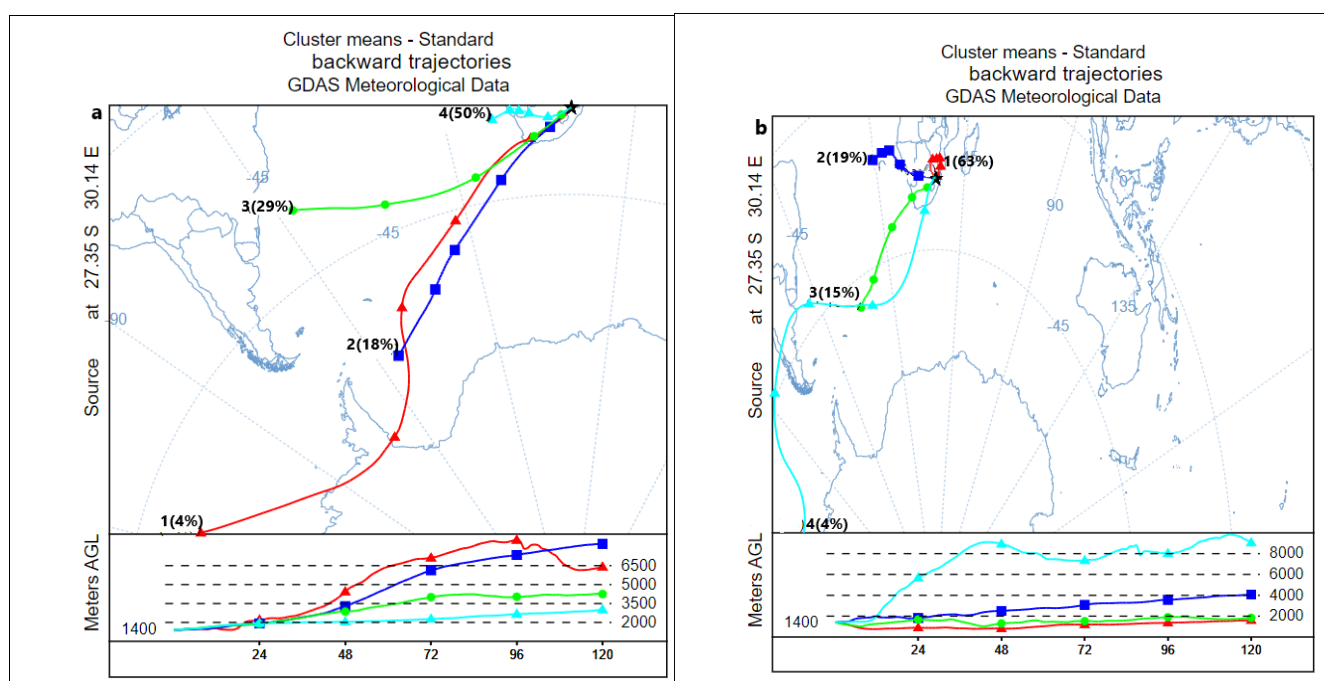 Cluster means - Standard
backward trajectories
GDAS Meteorological Data
a
Source at 27.35 S 30.14 E
4(50%)
-45
3(29%)
-45
-90
2(18%)
1(4%)
Meters AGL
6500
5000
3500
2000
1400
24 48 72 96 120
Cluster means - Standard
backward trajectories
GDAS Meteorological Data
b
Source at 27.35 S 30.14 E
2(19%)
1(63%)
0
90
-45
3(15%)
135
-45
4(4%)
Meters AGL
8000
6000
4000
2000
1400
24 48 72 96 120